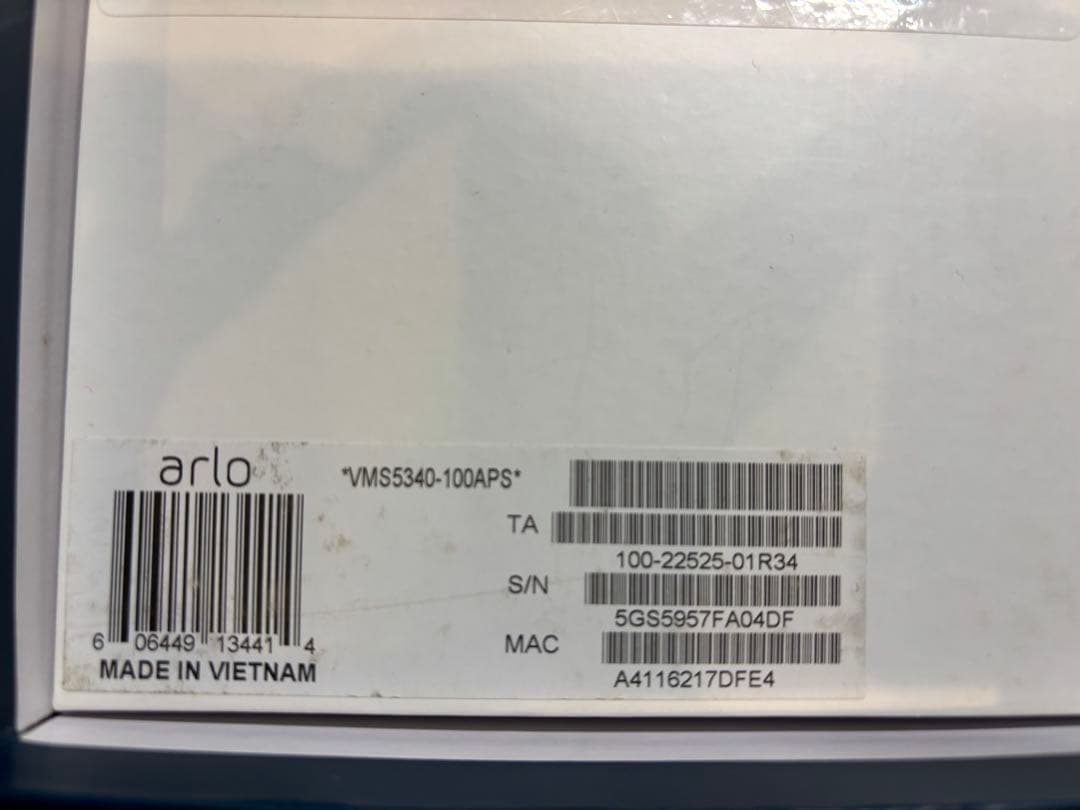 arlo
*VMS5340-100APS*
TA
100-22525-01R34
S/N
5GS5957FA04DF
MAC
A4116217DFE4
6 06449 13441 4
MADE IN VIETNAM